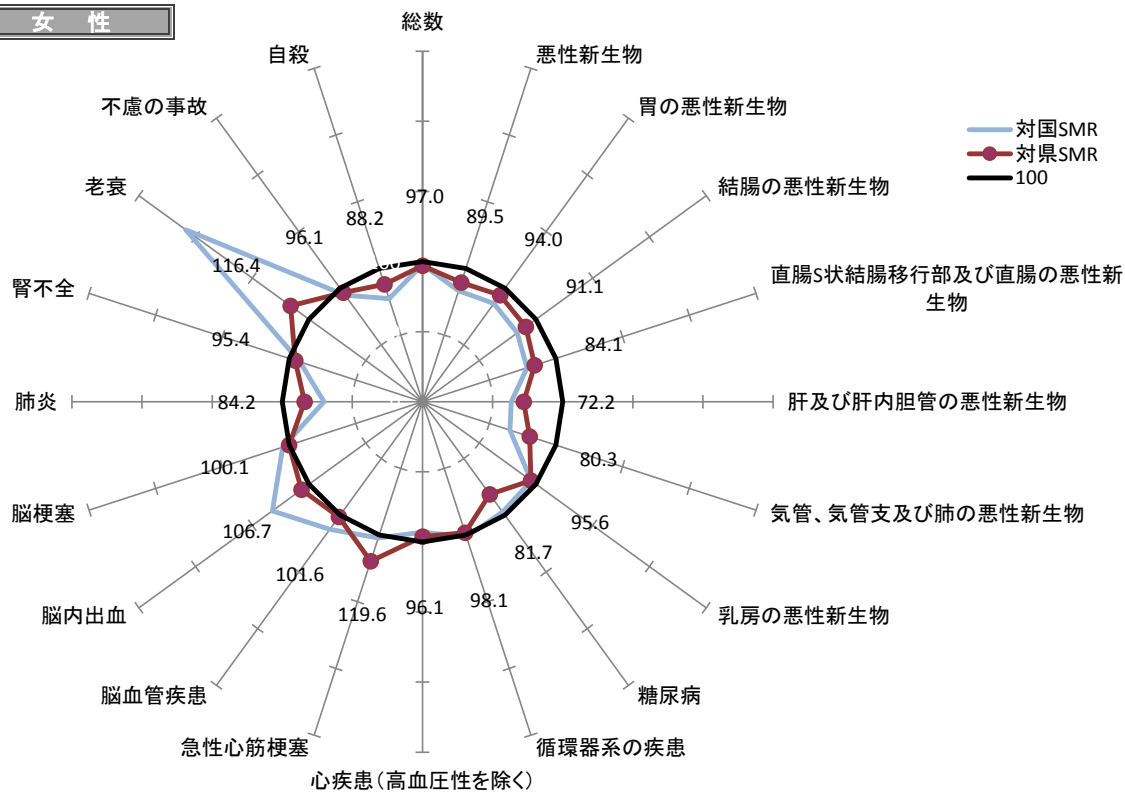 女 性
総数
自殺
悪性新生物
不慮の事故
胃の悪性新生物
対国SMR
対県SMR
100
老衰
結腸の悪性新生物
97.0
88.2
89.5
96.1
94.0
116.4
91.1
腎不全
直腸S状結腸移行部及び直腸の悪性新
生物
95.4
84.1
肺炎
84.2
72.2
肝及び肝内胆管の悪性新生物
100.1
80.3
脳梗塞
気管、気管支及び肺の悪性新生物
106.7
95.6
101.6
81.7
119.6
96.1
98.1
脳内出血
乳房の悪性新生物
脳血管疾患
糖尿病
急性心筋梗塞
循環器系の疾患
心疾患(高血圧性を除く)